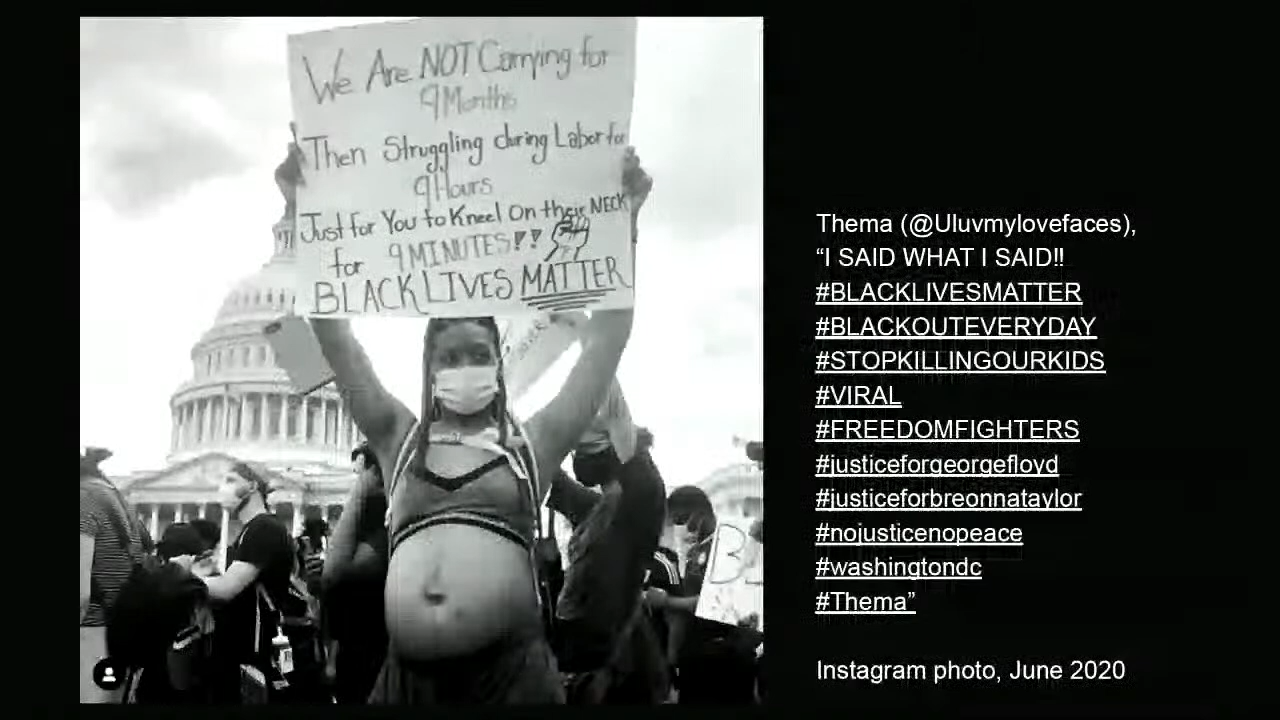 We Are NOT Carrying for
9 Months
Then Struggling during Labor for
9 Hours
Just for You to Kneel On their NECK
for 9 MINUTES!!
BLACK LIVES MATTER
Thema (@Uluvmylovefaces),
“I SAID WHAT I SAID!!
#BLACKLIVESMATTER
#BLACKOUTEVERYDAY
#STOPKILLINGOURKIDS
#VIRAL
#FREEDOMFIGHTERS
#justiceforgeorgefloyd
#justiceforbreonnataylor
#nojusticenopeace
#washingtondc
#Thema”
Instagram photo, June 2020